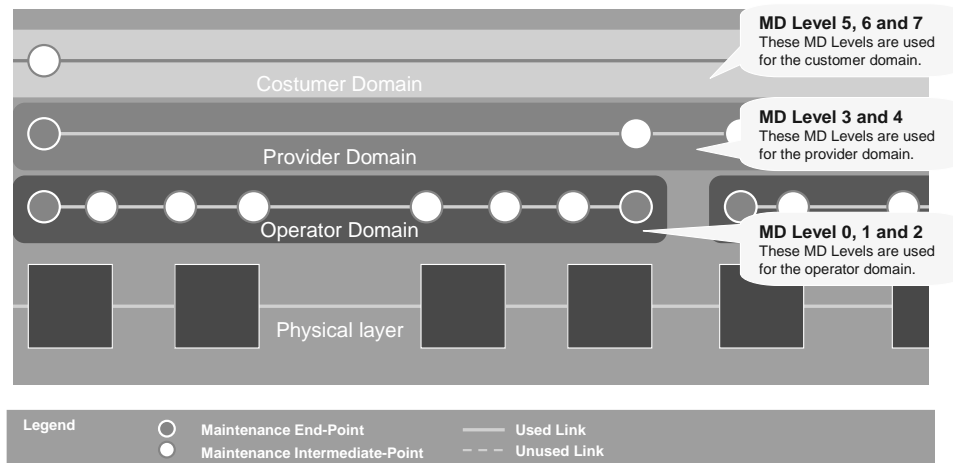 MD Level 5, 6 and 7
These MD Levels are used
for the customer domain.
Costumer Domain
MD Level 3 and 4
These MD Levels are used
for the provider domain.
Provider Domain
Operator Domain
MD Level 0, 1 and 2
These MD Levels are used
for the operator domain.
Physical layer
Legend
Maintenance End-Point
Used Link
Maintenance Intermediate-Point
Unused Link